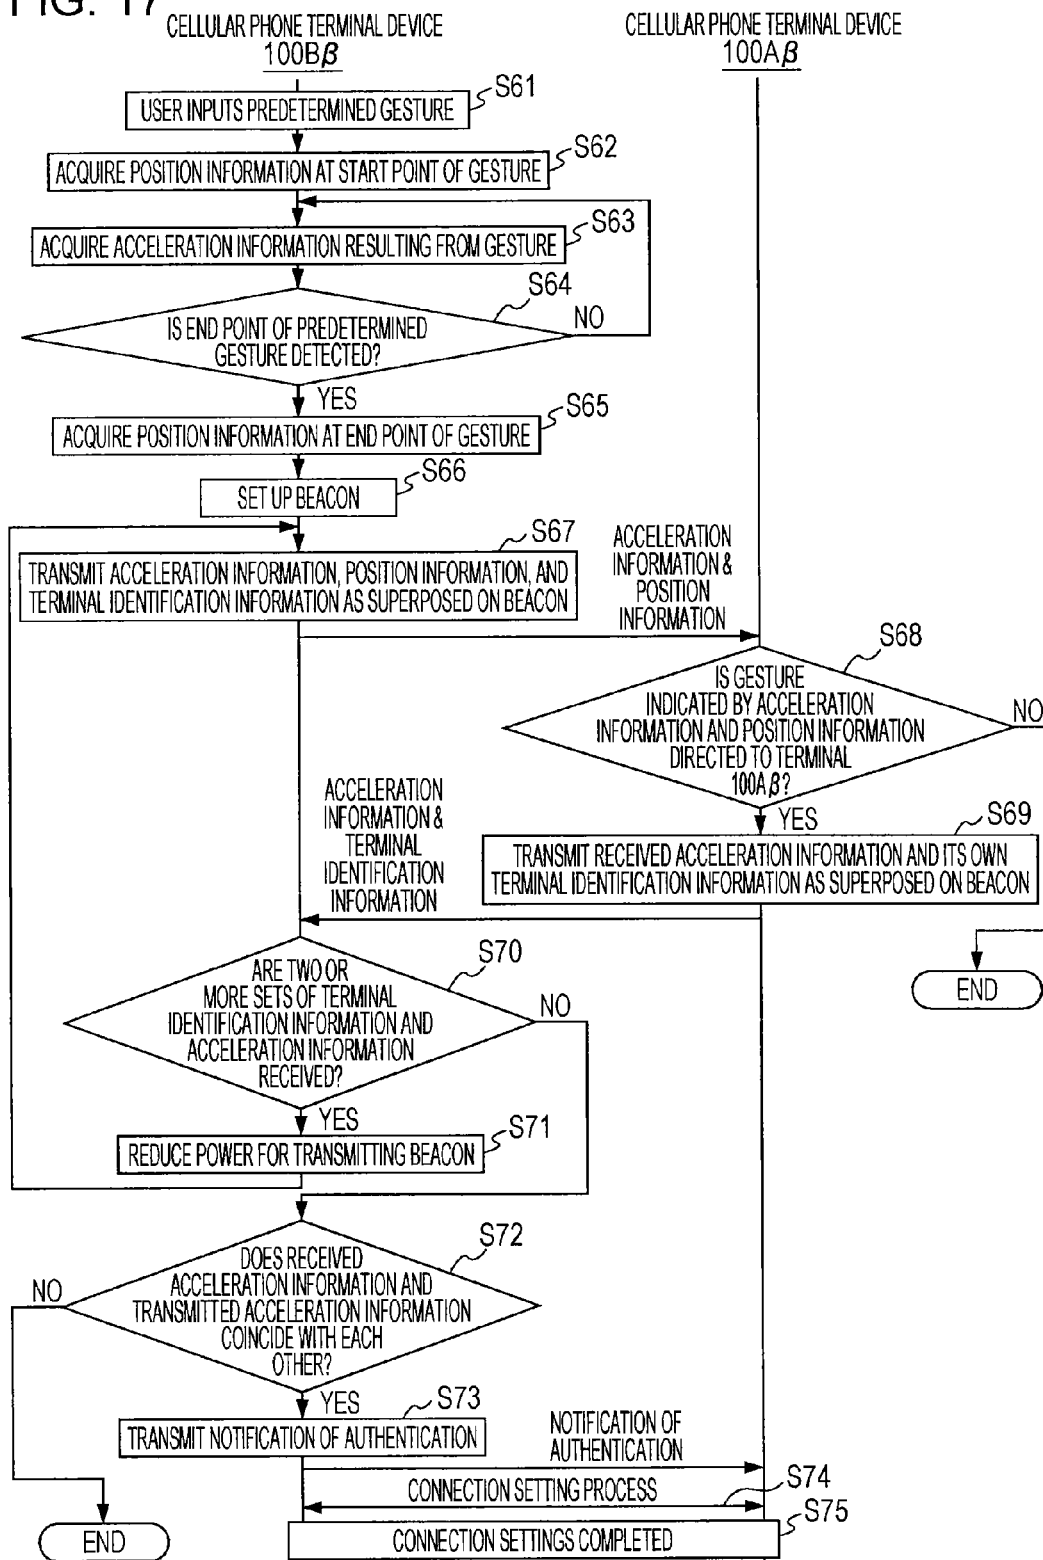 FIG. 17
CELLULAR PHONE TERMINAL DEVICE
100Bβ
CELLULAR PHONE TERMINAL DEVICE
100Aβ
S61
USER INPUTS PREDETERMINED GESTURE
S62
ACQUIRE POSITION INFORMATION AT START POINT OF GESTURE
S63
ACQUIRE ACCELERATION INFORMATION RESULTING FROM GESTURE
S64
IS END POINT OF PREDETERMINED
GESTURE DETECTED?
NO
YES
S65
ACQUIRE POSITION INFORMATION AT END POINT OF GESTURE
S66
SET UP BEACON
S67
TRANSMIT ACCELERATION INFORMATION, POSITION INFORMATION, AND
TERMINAL IDENTIFICATION INFORMATION AS SUPERPOSED ON BEACON
ACCELERATION
INFORMATION &
POSITION
INFORMATION
S68
IS GESTURE
INDICATED BY ACCELERATION
INFORMATION AND POSITION INFORMATION
DIRECTED TO TERMINAL
100Aβ?
NO
YES
S69
TRANSMIT RECEIVED ACCELERATION INFORMATION AND ITS OWN
TERMINAL IDENTIFICATION INFORMATION AS SUPERPOSED ON BEACON
ACCELERATION
INFORMATION &
TERMINAL
IDENTIFICATION
INFORMATION
END
S70
ARE TWO OR
MORE SETS OF TERMINAL
IDENTIFICATION INFORMATION AND
ACCELERATION INFORMATION
RECEIVED?
NO
YES
S71
REDUCE POWER FOR TRANSMITTING BEACON
S72
DOES RECEIVED
ACCELERATION INFORMATION AND
TRANSMITTED ACCELERATION INFORMATION
COINCIDE WITH EACH
OTHER?
NO
YES
S73
TRANSMIT NOTIFICATION OF AUTHENTICATION
NOTIFICATION OF
AUTHENTICATION
S74
CONNECTION SETTING PROCESS
S75
CONNECTION SETTINGS COMPLETED
END